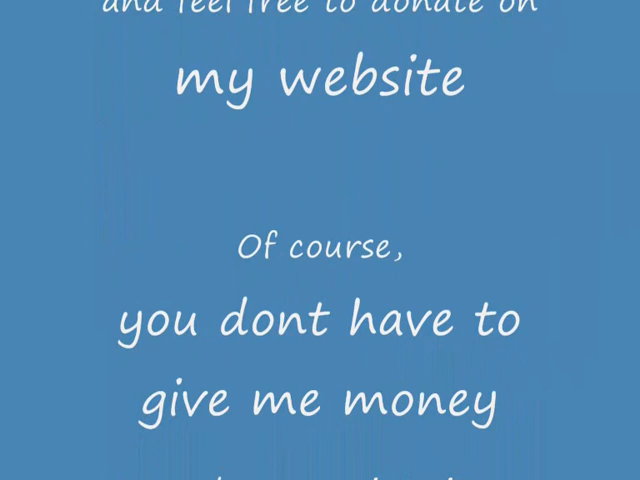 and feel free to donate on
my website
Of course,
you dont have to
give me money